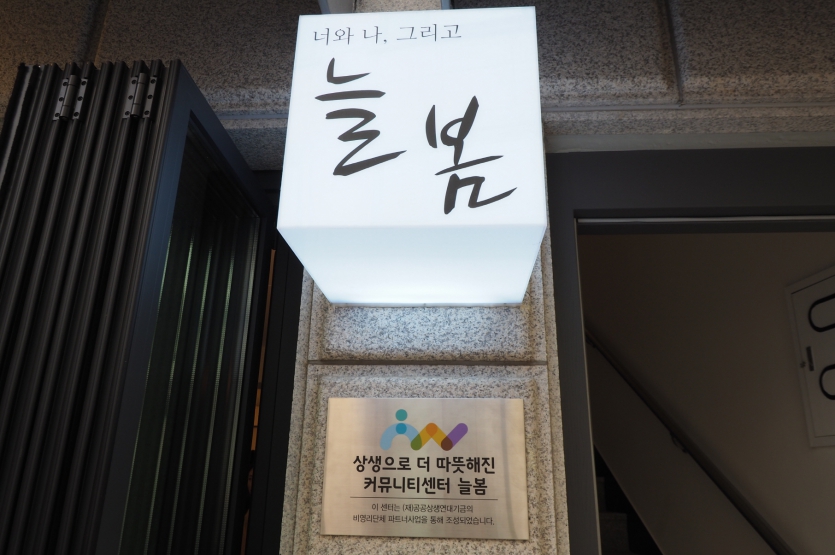 너와 나, 그리고
늘봄
상생으로 더 따뜻해진
커뮤니티센터 늘봄
이 센터는 (재)공공상생연대기금의
비영리단체 파트너사업을 통해 조성되었습니다.